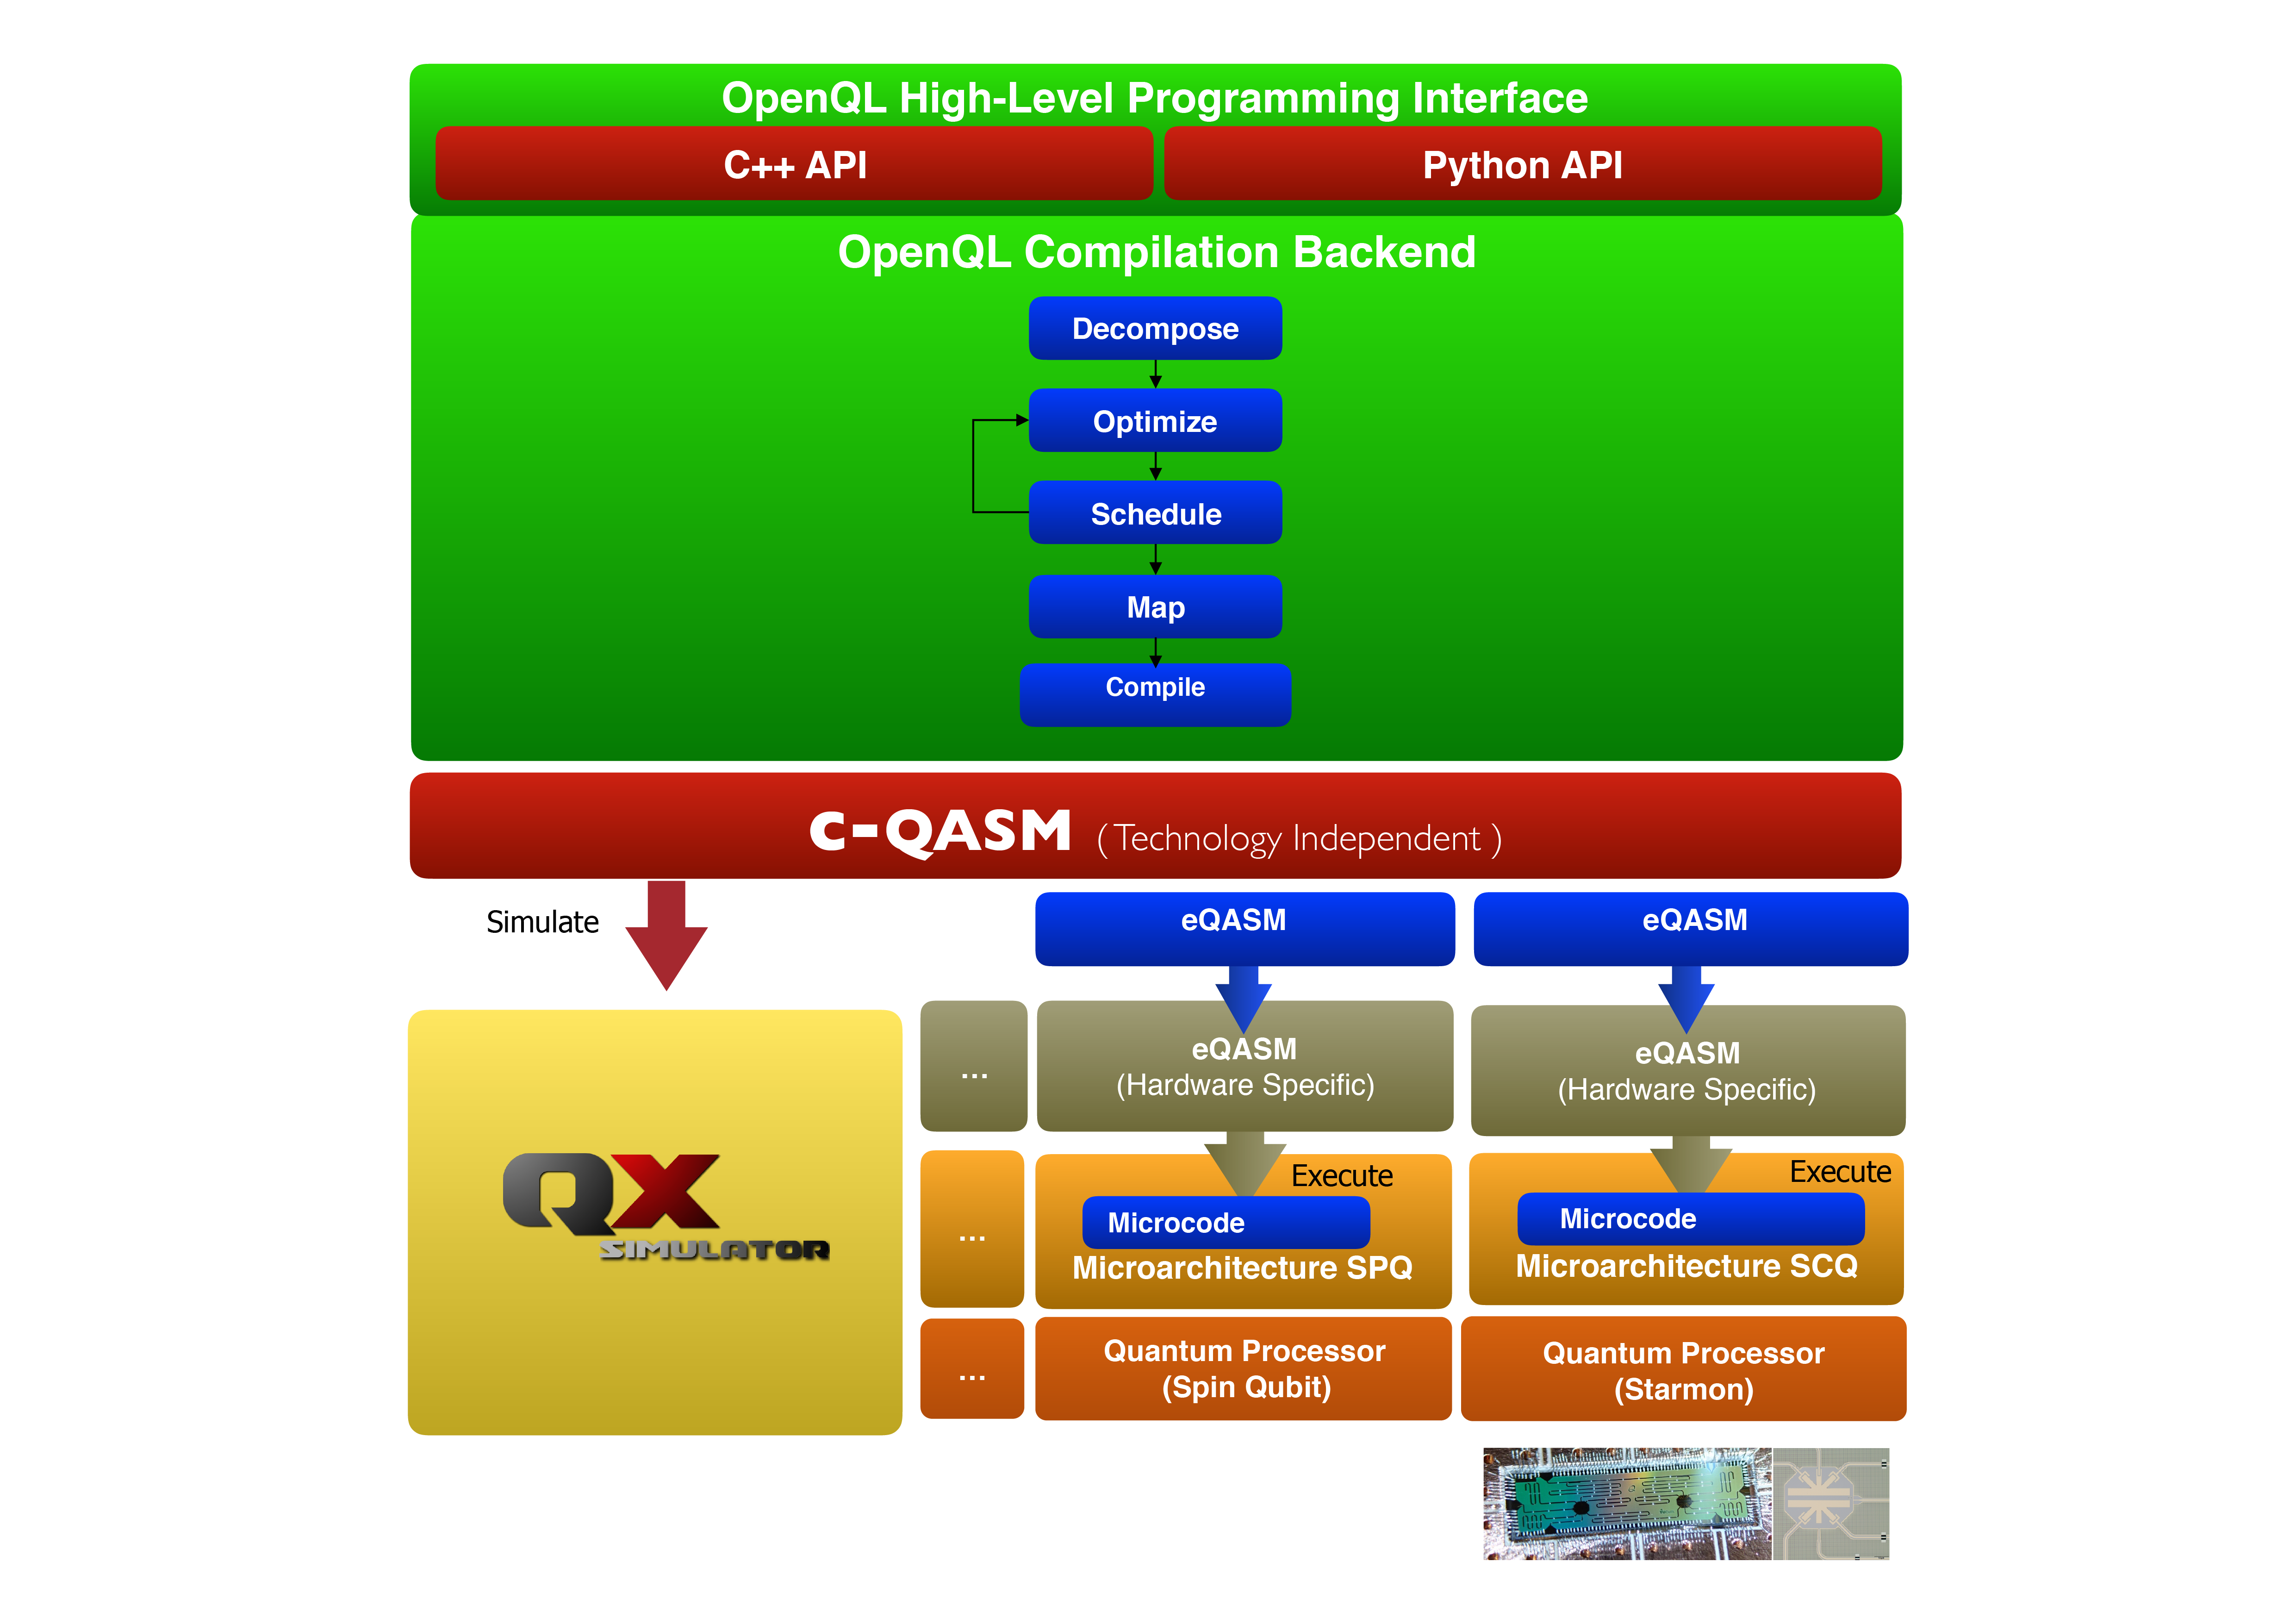 OpenQL High-Level Programming Interface
C++ API
Python API
OpenQL Compilation Backend
Decompose
Optimize
Schedule
Map
Compile
c-QASM ( Technology Independent )
Simulate
eQASM
eQASM
...
eQASM
(Hardware Specific)
eQASM
(Hardware Specific)
QX
SIMULATOR
...
Execute
Microcode
Microarchitecture SPQ
Execute
Microcode
Microarchitecture SCQ
...
Quantum Processor
(Spin Qubit)
Quantum Processor
(Starmon)